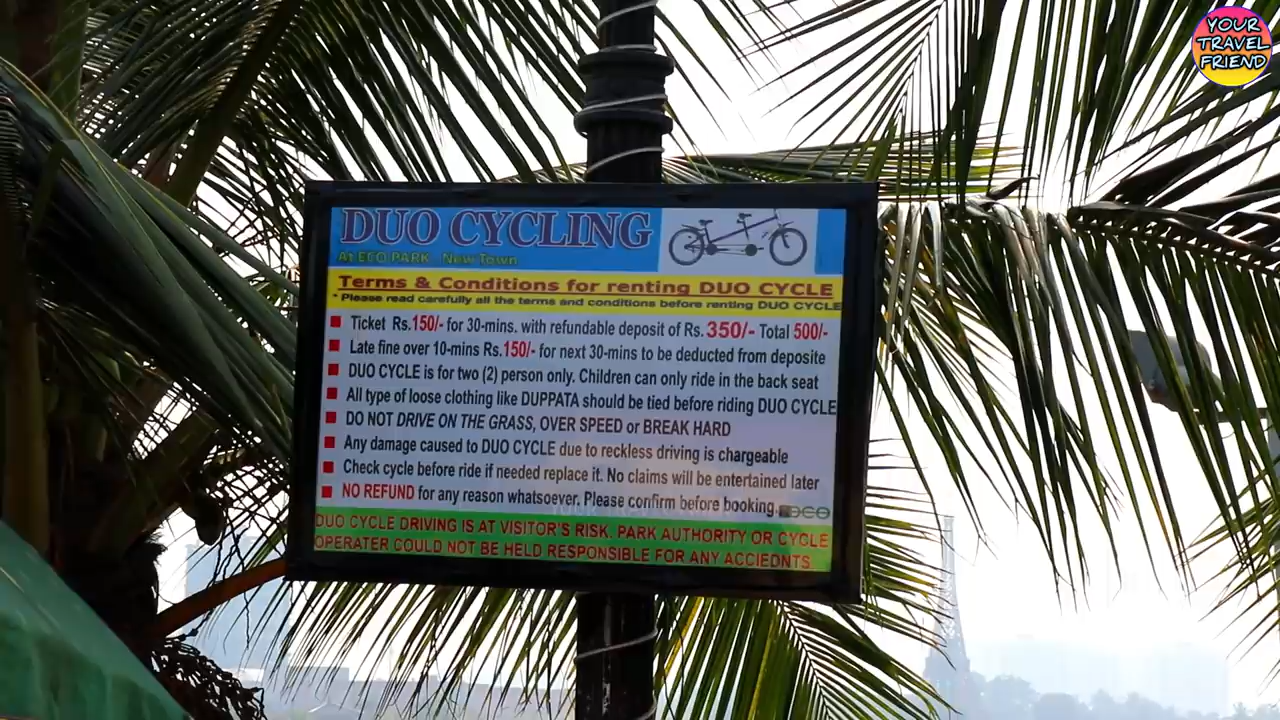 YOUR
TRAVEL
FRIEND
DUO CYCLING
At ECO PARK, New Town
Terms & Conditions for renting DUO CYCLE
* Please read carefully all the terms and conditions before renting DUO CYCLE
Ticket Rs.150/- for 30-mins. with refundable deposit of Rs. 350/- Total 500/-
Late fine over 10-mins Rs.150/- for next 30-mins to be deducted from deposite
DUO CYCLE is for two (2) person only. Children can only ride in the back seat
All type of loose clothing like DUPPATA should be tied before riding DUO CYCLE
DO NOT DRIVE ON THE GRASS, OVER SPEED or BREAK HARD
Any damage caused to DUO CYCLE due to reckless driving is chargeable
Check cycle before ride if needed replace it. No claims will be entertained later
NO REFUND for any reason whatsoever. Please confirm before booking.
DUO CYCLE DRIVING IS AT VISITOR'S RISK. PARK AUTHORITY OR CYCLE
OPERATER COULD NOT BE HELD RESPONSIBLE FOR ANY ACCIEDNTS.